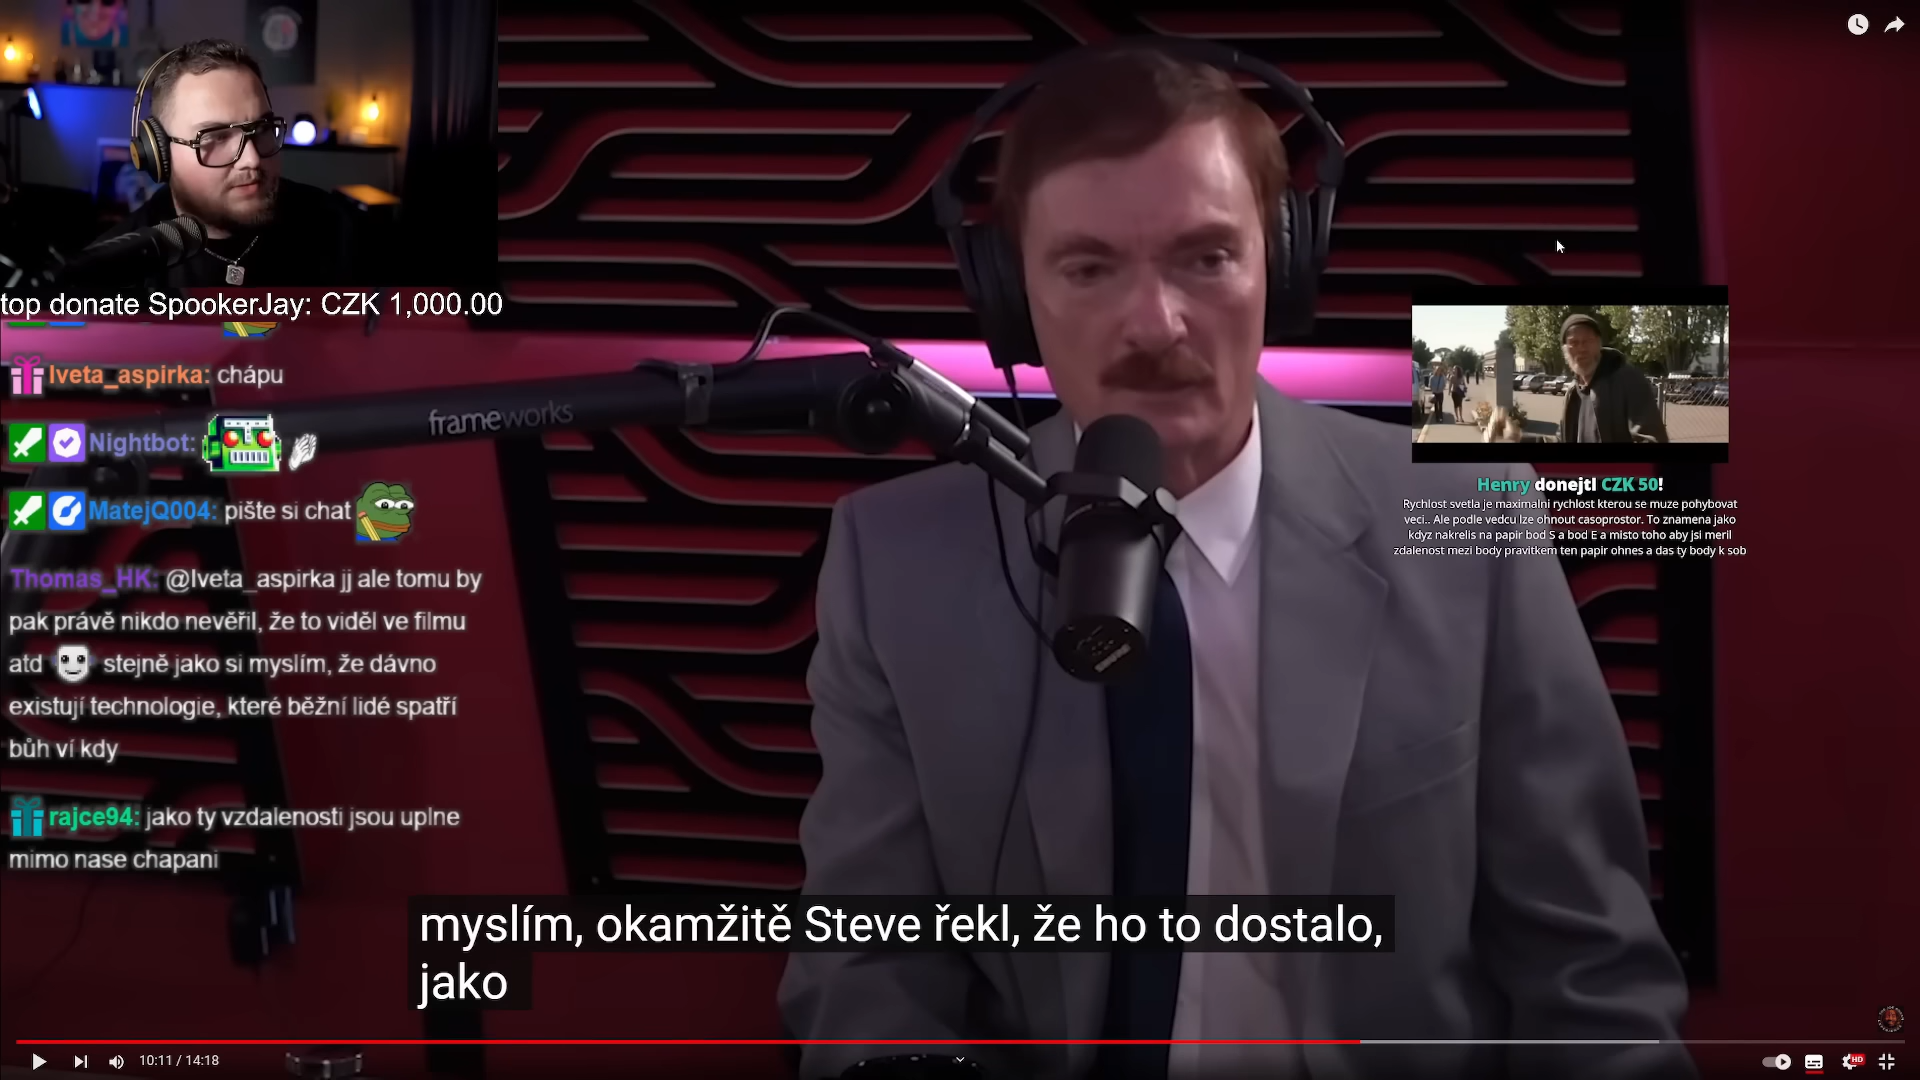 top donate SpookerJay: CZK 1,000.00
Iveta_aspirka: chápu
Nightbot:
MatejQ004: pište si chat
Thomas_HK: @Iveta_aspirka jj ale tomu by
pak právě nikdo nevěřil, že to viděl ve filmu
atd stejně jako si myslím, že dávno
existují technologie, které běžní lidé spatří
bůh ví kdy
rajce94: jako ty vzdalenosti jsou uplne
mimo nase chapani
frameworks
Henry donejtl CZK 50!
Rychlost svetla je maximalni rychlost kterou se muze pohybovat
veci.. Ale podle vedcu lze ohnout casoprostor. To znamena jako
kdyz nakrelis na papir bod S a bod E a misto toho aby jsi meril
zdalenost mezi body pravitkem ten papir ohnes a das ty body k sob
myslím, okamžitě Steve řekl, že ho to dostalo,
jako
10:11 / 14:18
HD